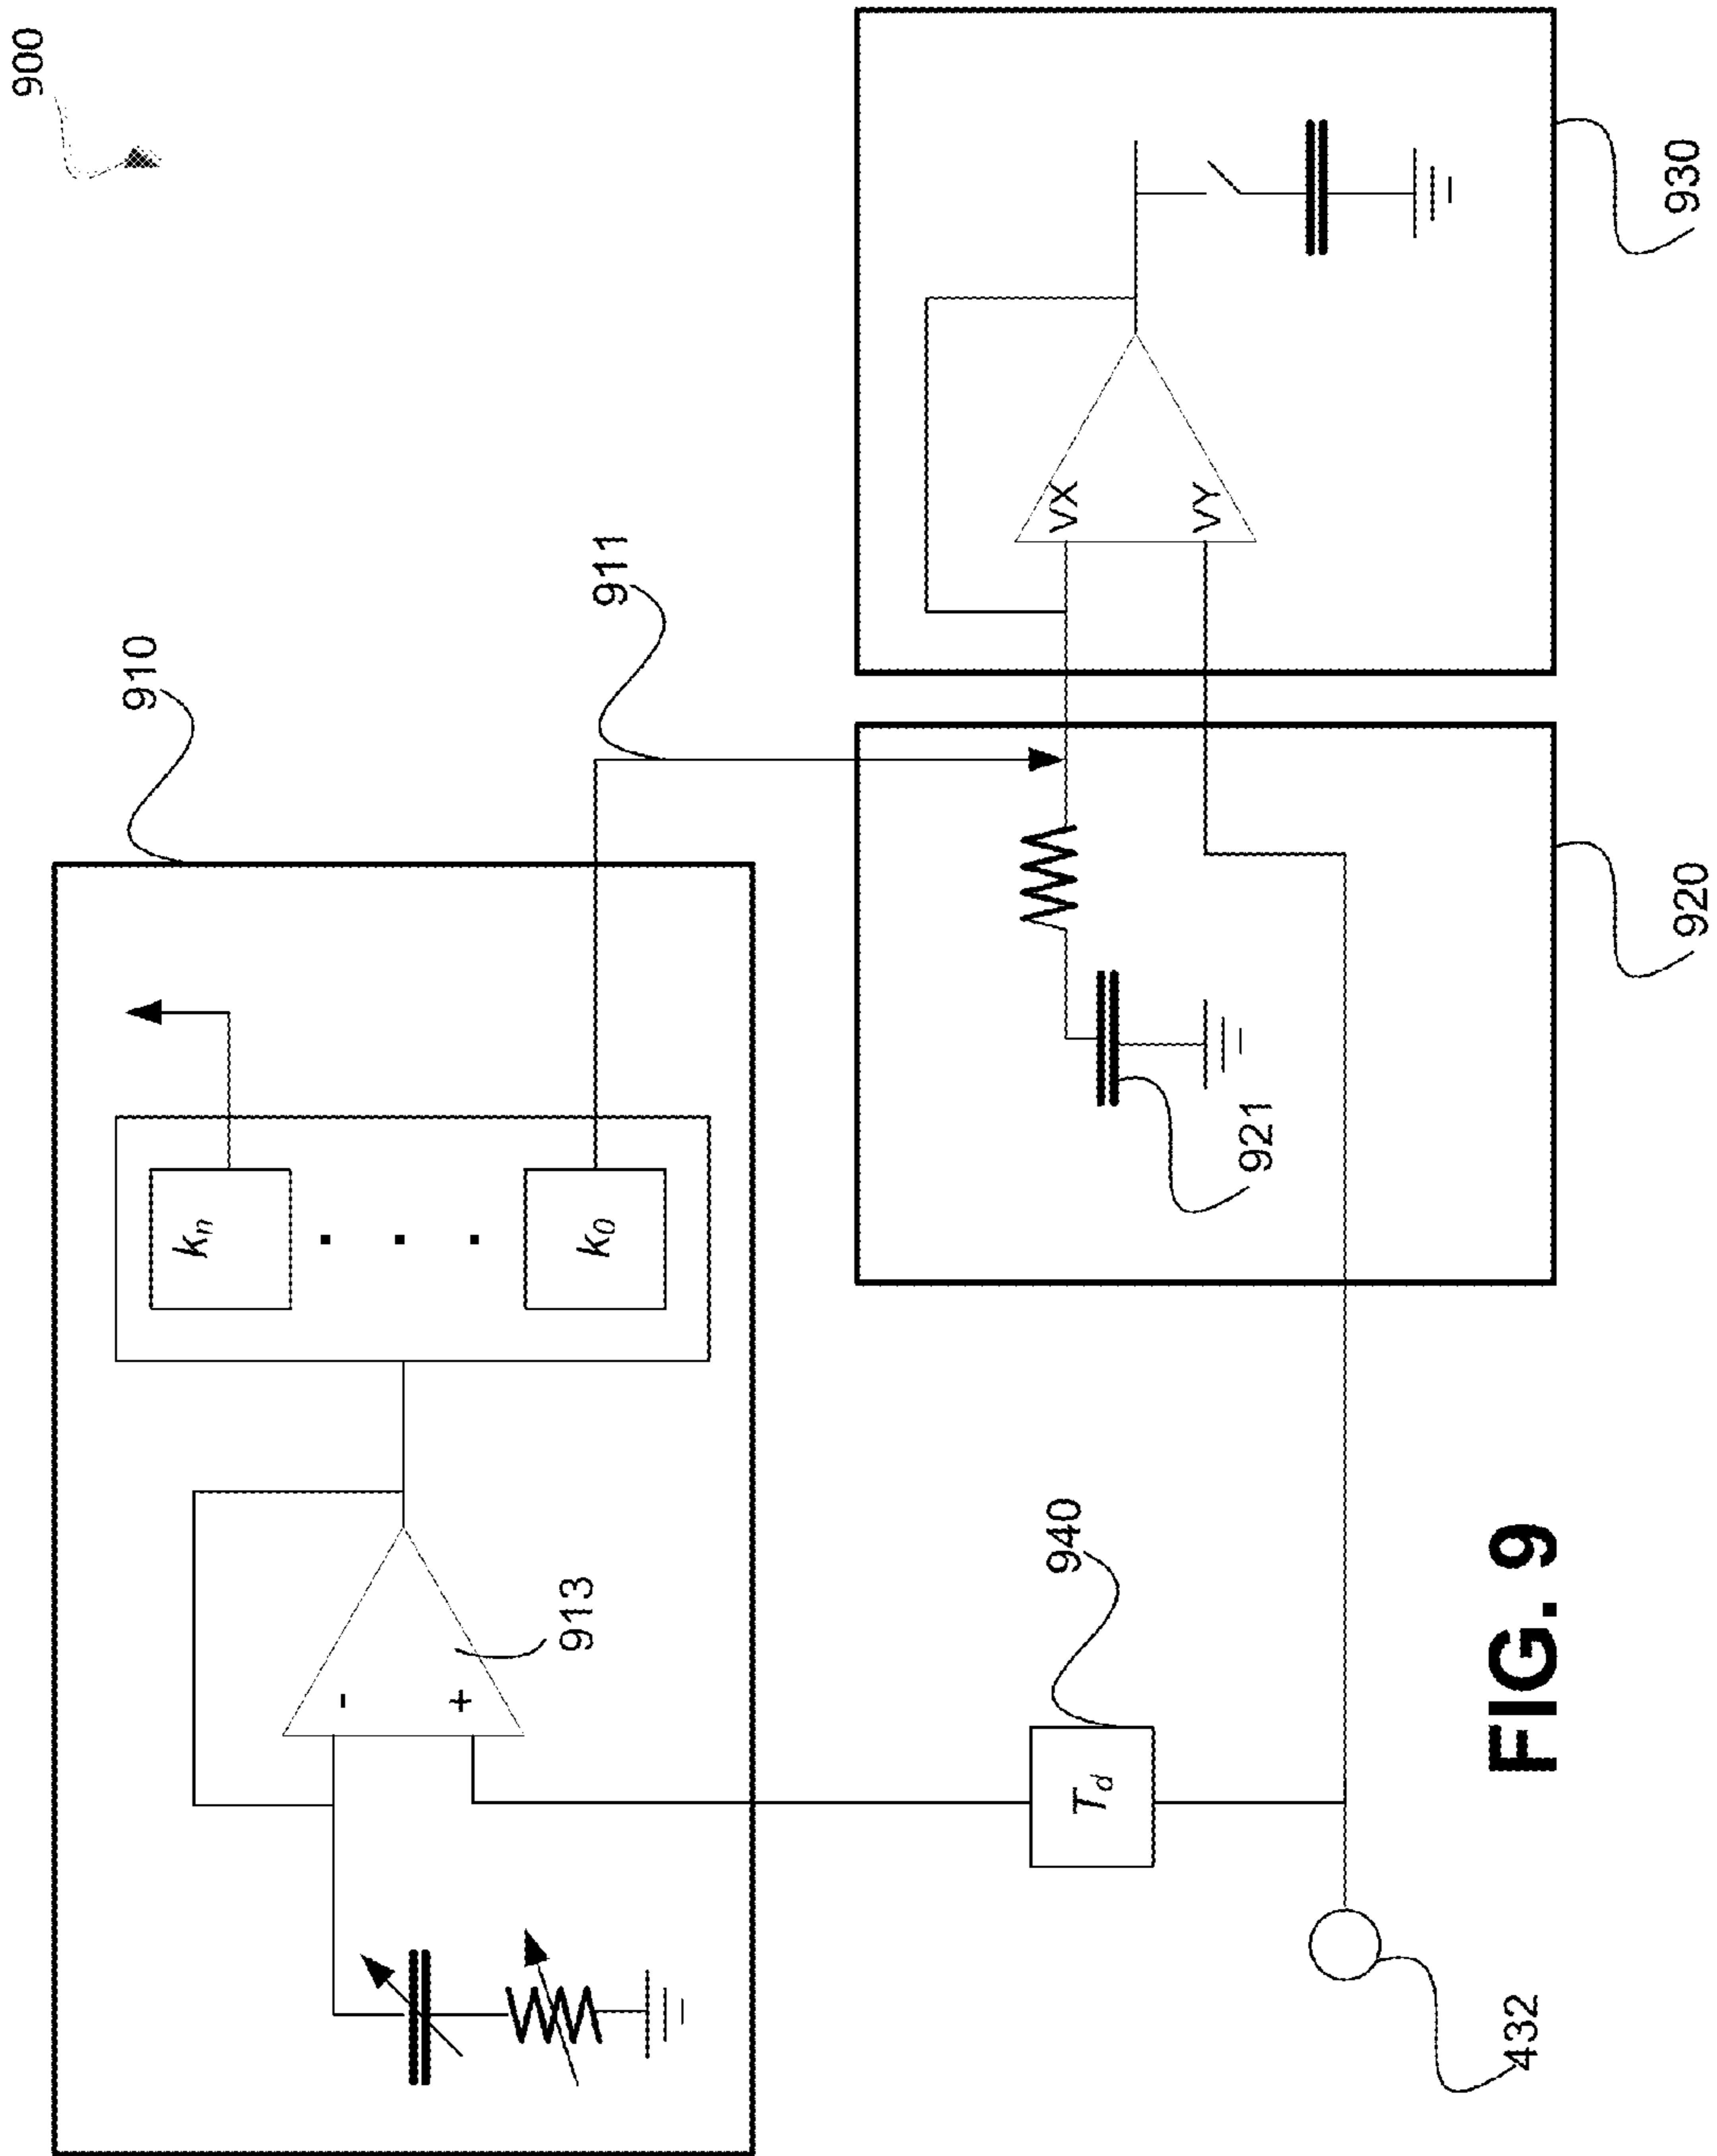 900
910
k_n
.
.
.
k_0
-
+
913
911
VX
VY
930
T_d
940
921
920
432
FIG. 9